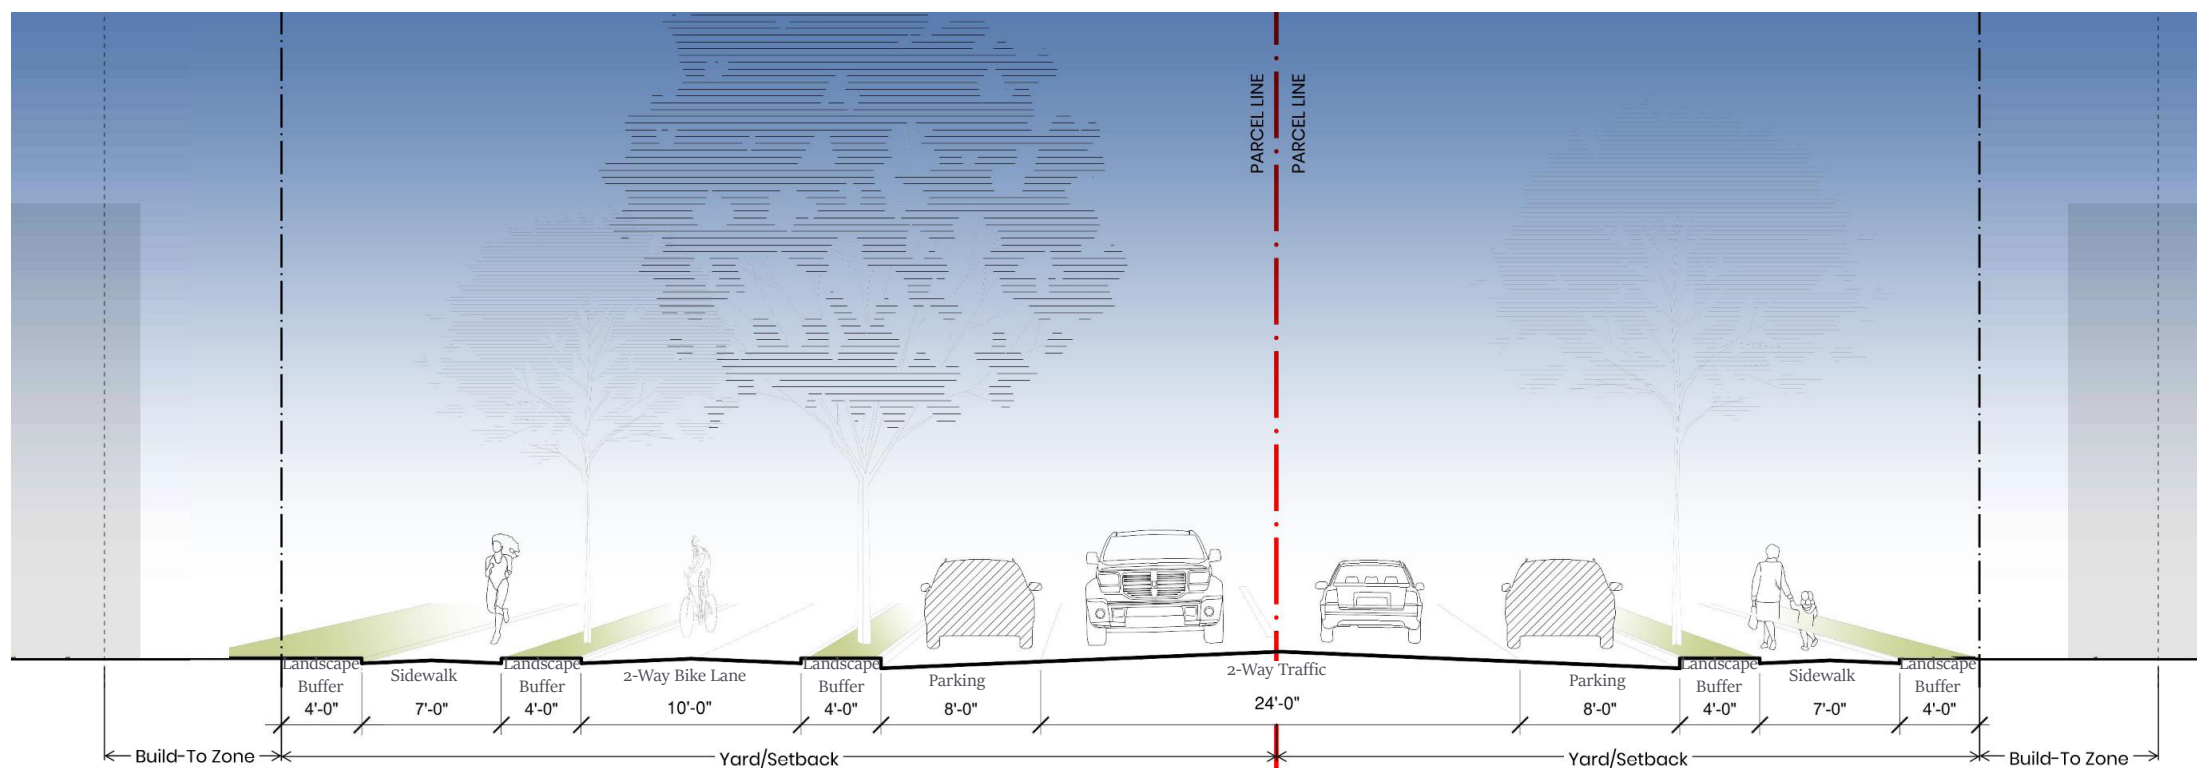 PARCEL LINE
PARCEL LINE
Landscape
Buffer
4'-0"
Sidewalk
7'-0"
Landscape
Buffer
4'-0"
2-Way Bike Lane
10'-0"
Landscape
Buffer
4'-0"
Parking
8'-0"
2-Way Traffic
24'-0"
Parking
8'-0"
Landscape
Buffer
4'-0"
Sidewalk
7'-0"
Landscape
Buffer
4'-0"
Build-To Zone
Yard/Setback
Yard/Setback
Build-To Zone